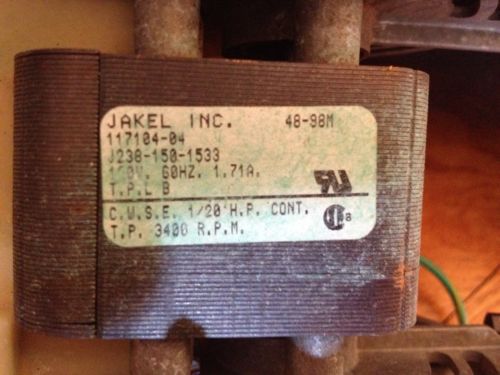 JAKEL INC. 48-98M
117104-04
J238-150-1533
60HZ. 1.71A.
T.P.L B
C.W.S.E. 1/20 H.P. CONT.
T.P. 3400 R.P.M.